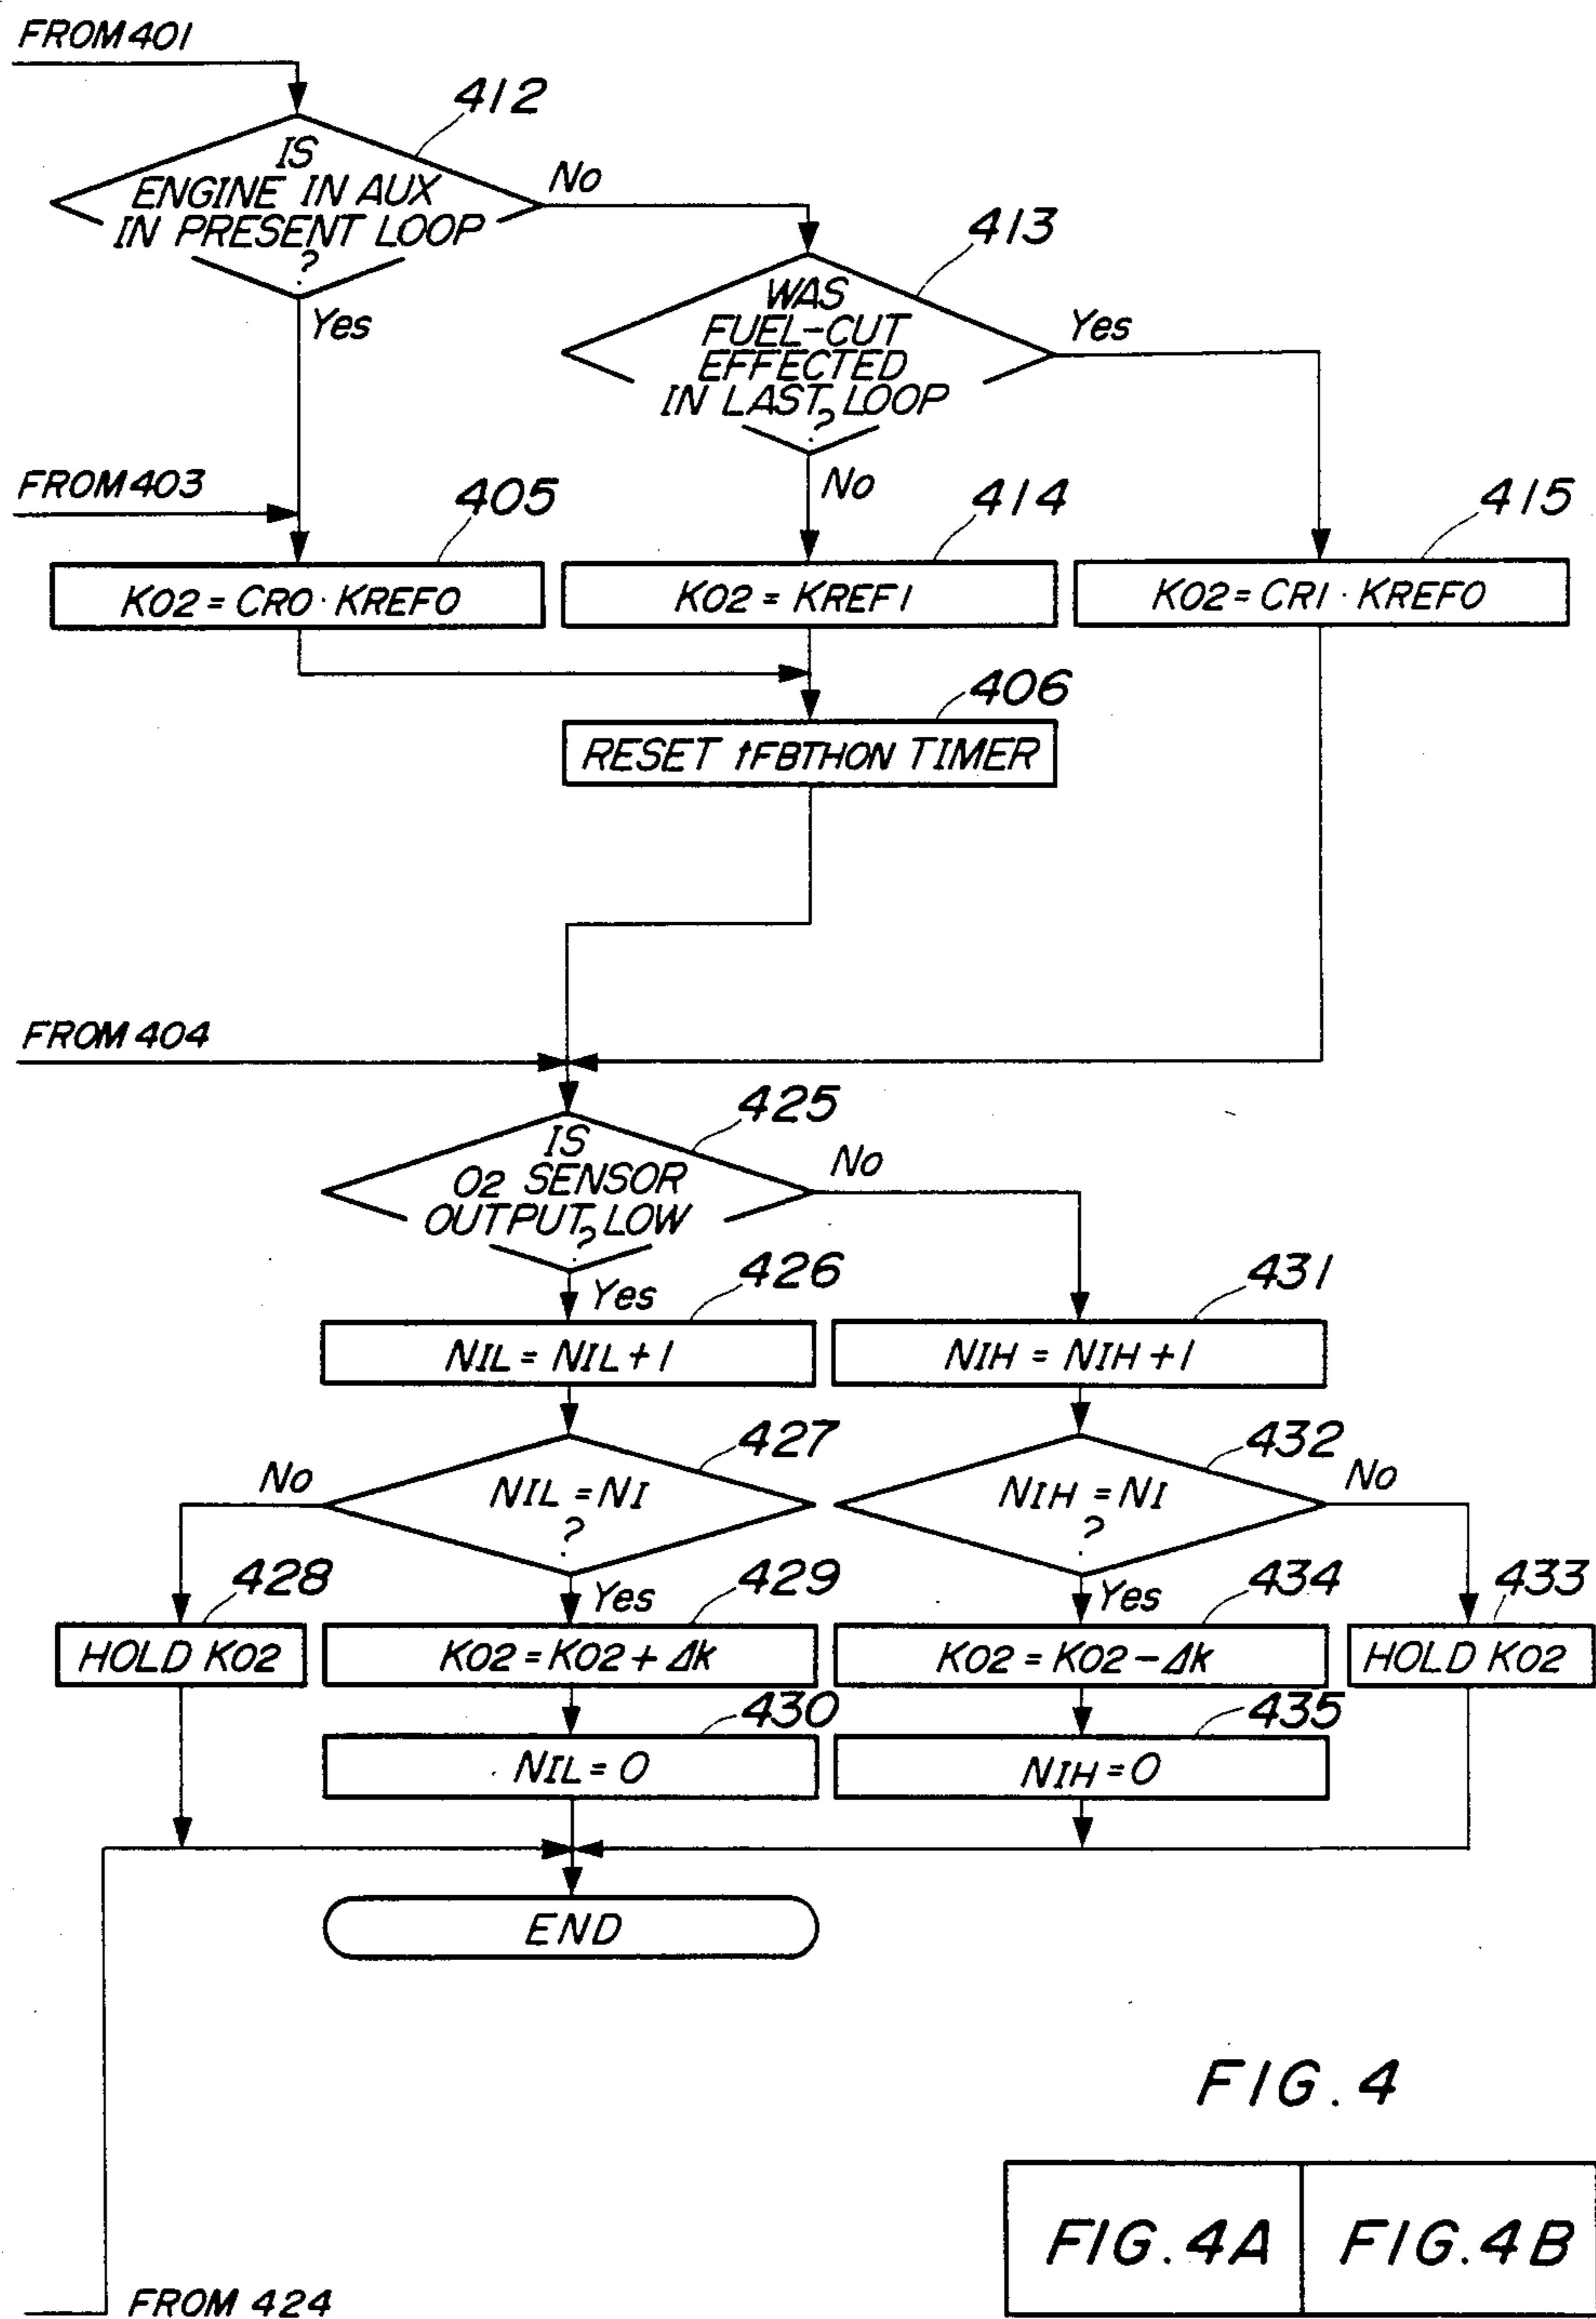 FROM 401
412
IS
ENGINE IN AUX
IN PRESENT LOOP
?
No
Yes
413
WAS
FUEL-CUT
EFFECTED
IN LAST LOOP
?
Yes
No
FROM 403
405
414
415
KO2 = CRO · KREFO
KO2 = KREF1
KO2 = CR1 · KREFO
406
RESET tFBTHON TIMER
FROM 404
425
IS
O2 SENSOR
OUTPUT LOW
?
No
Yes
426
431
NIL = NIL + 1
NIH = NIH + 1
427
432
No
NIL = NI
?
NIH = NI
?
No
428
Yes
429
Yes
434
433
HOLD KO2
KO2 = KO2 + Δk
KO2 = KO2 - Δk
HOLD KO2
430
435
NIL = 0
NIH = 0
END
FIG. 4
FIG. 4A
FIG. 4B
FROM 424